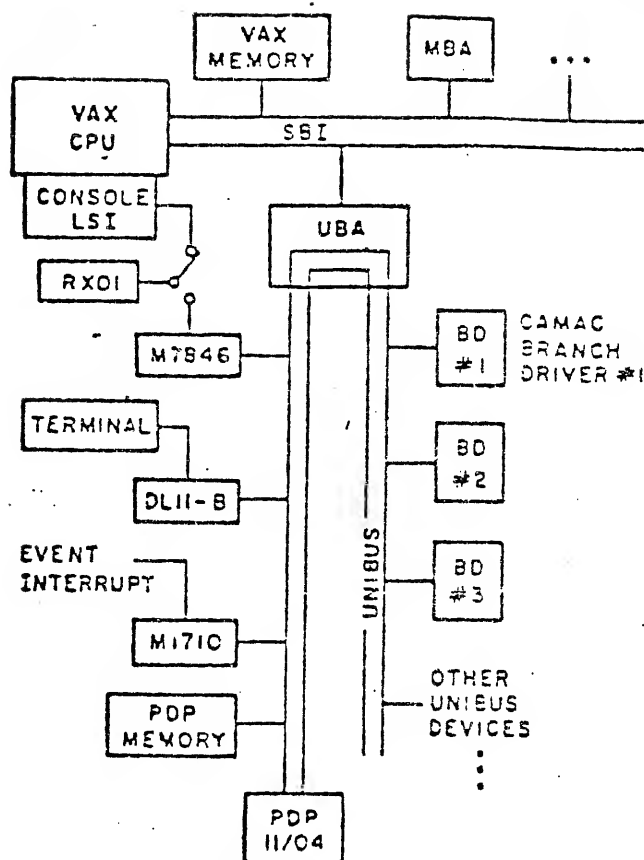 VAX
MEMORY
MBA
...
VAX
CPU
SBI
CONSOLE
LSI
UBA
RX01
M7846
BD
#1
CAMAC
BRANCH
DRIVER #1
TERMINAL
BD
#2
DL11-B
UNIBUS
EVENT
INTERRUPT
BD
#3
M1710
OTHER
UNIBUS
DEVICES
PDP
MEMORY
PDP
11/04